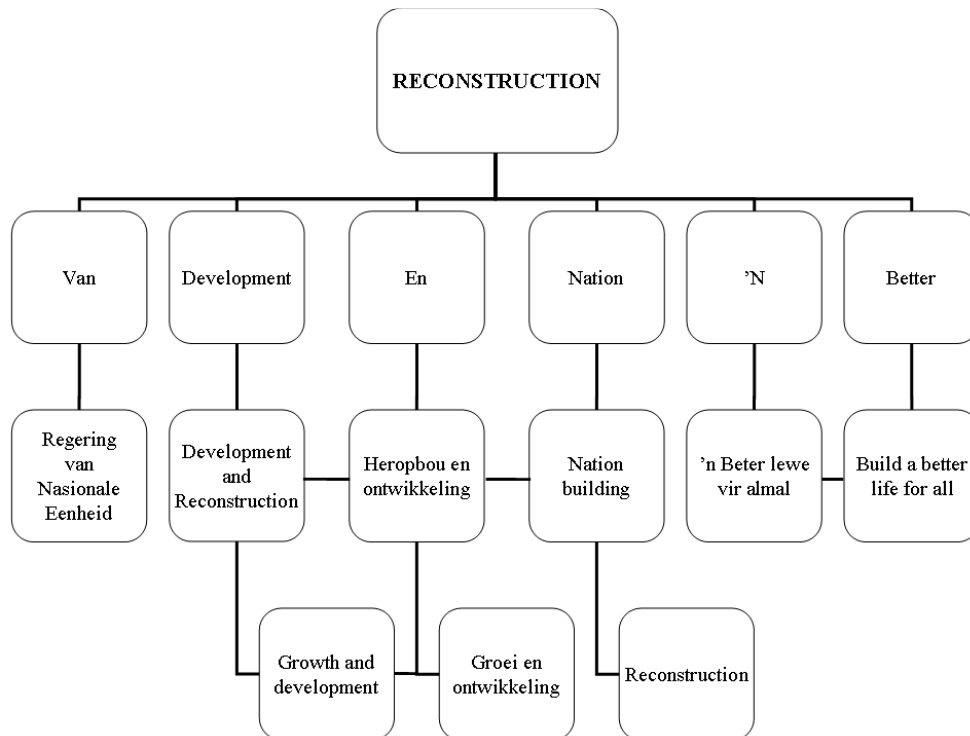 RECONSTRUCTION
Van
Development
En
Nation
’N
Better
Regering
van
Nasionale
Eenheid
Development
and
Reconstruction
Heropbou en
ontwikkeling
Nation
building
’n Beter lewe
vir almal
Build a better
life for all
Growth and
development
Groei en
ontwikkeling
Reconstruction